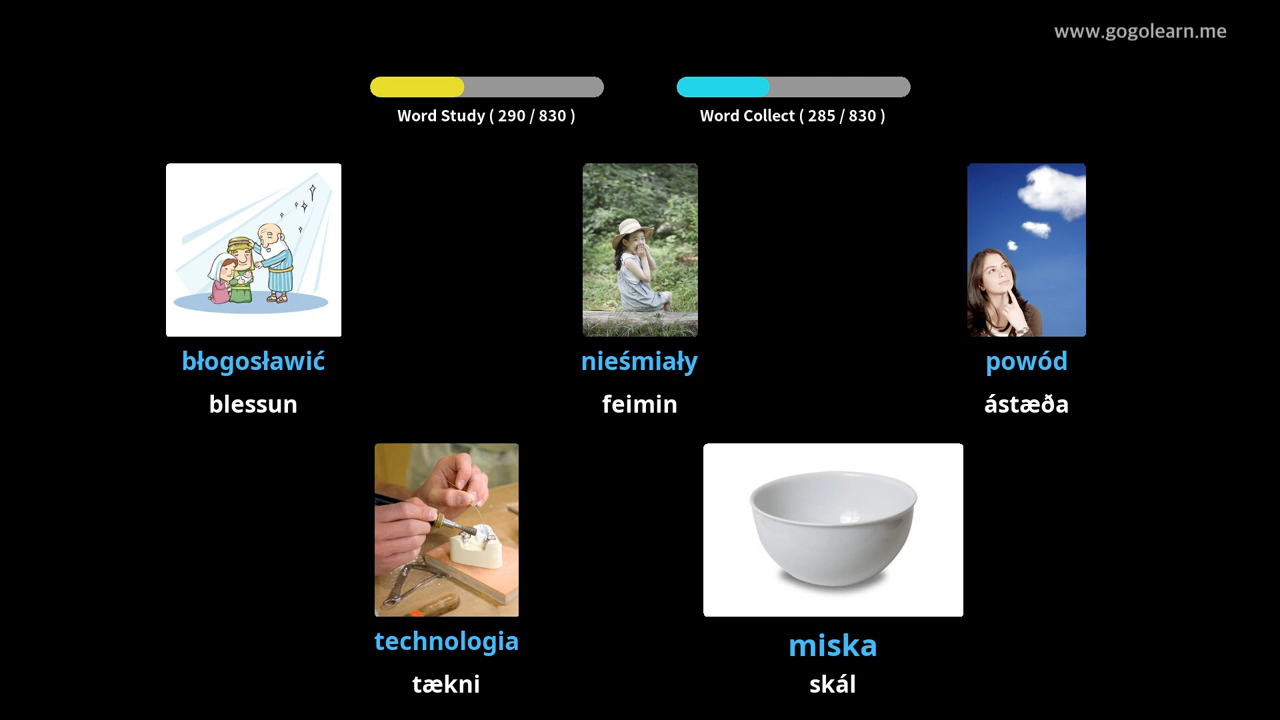 www.gogolearn.me
Word Study ( 290 / 830 )
Word Collect ( 285 / 830 )
błogosławić
blessun
nieśmiały
feimin
powód
ástæða
technologia
tækni
miska
skál